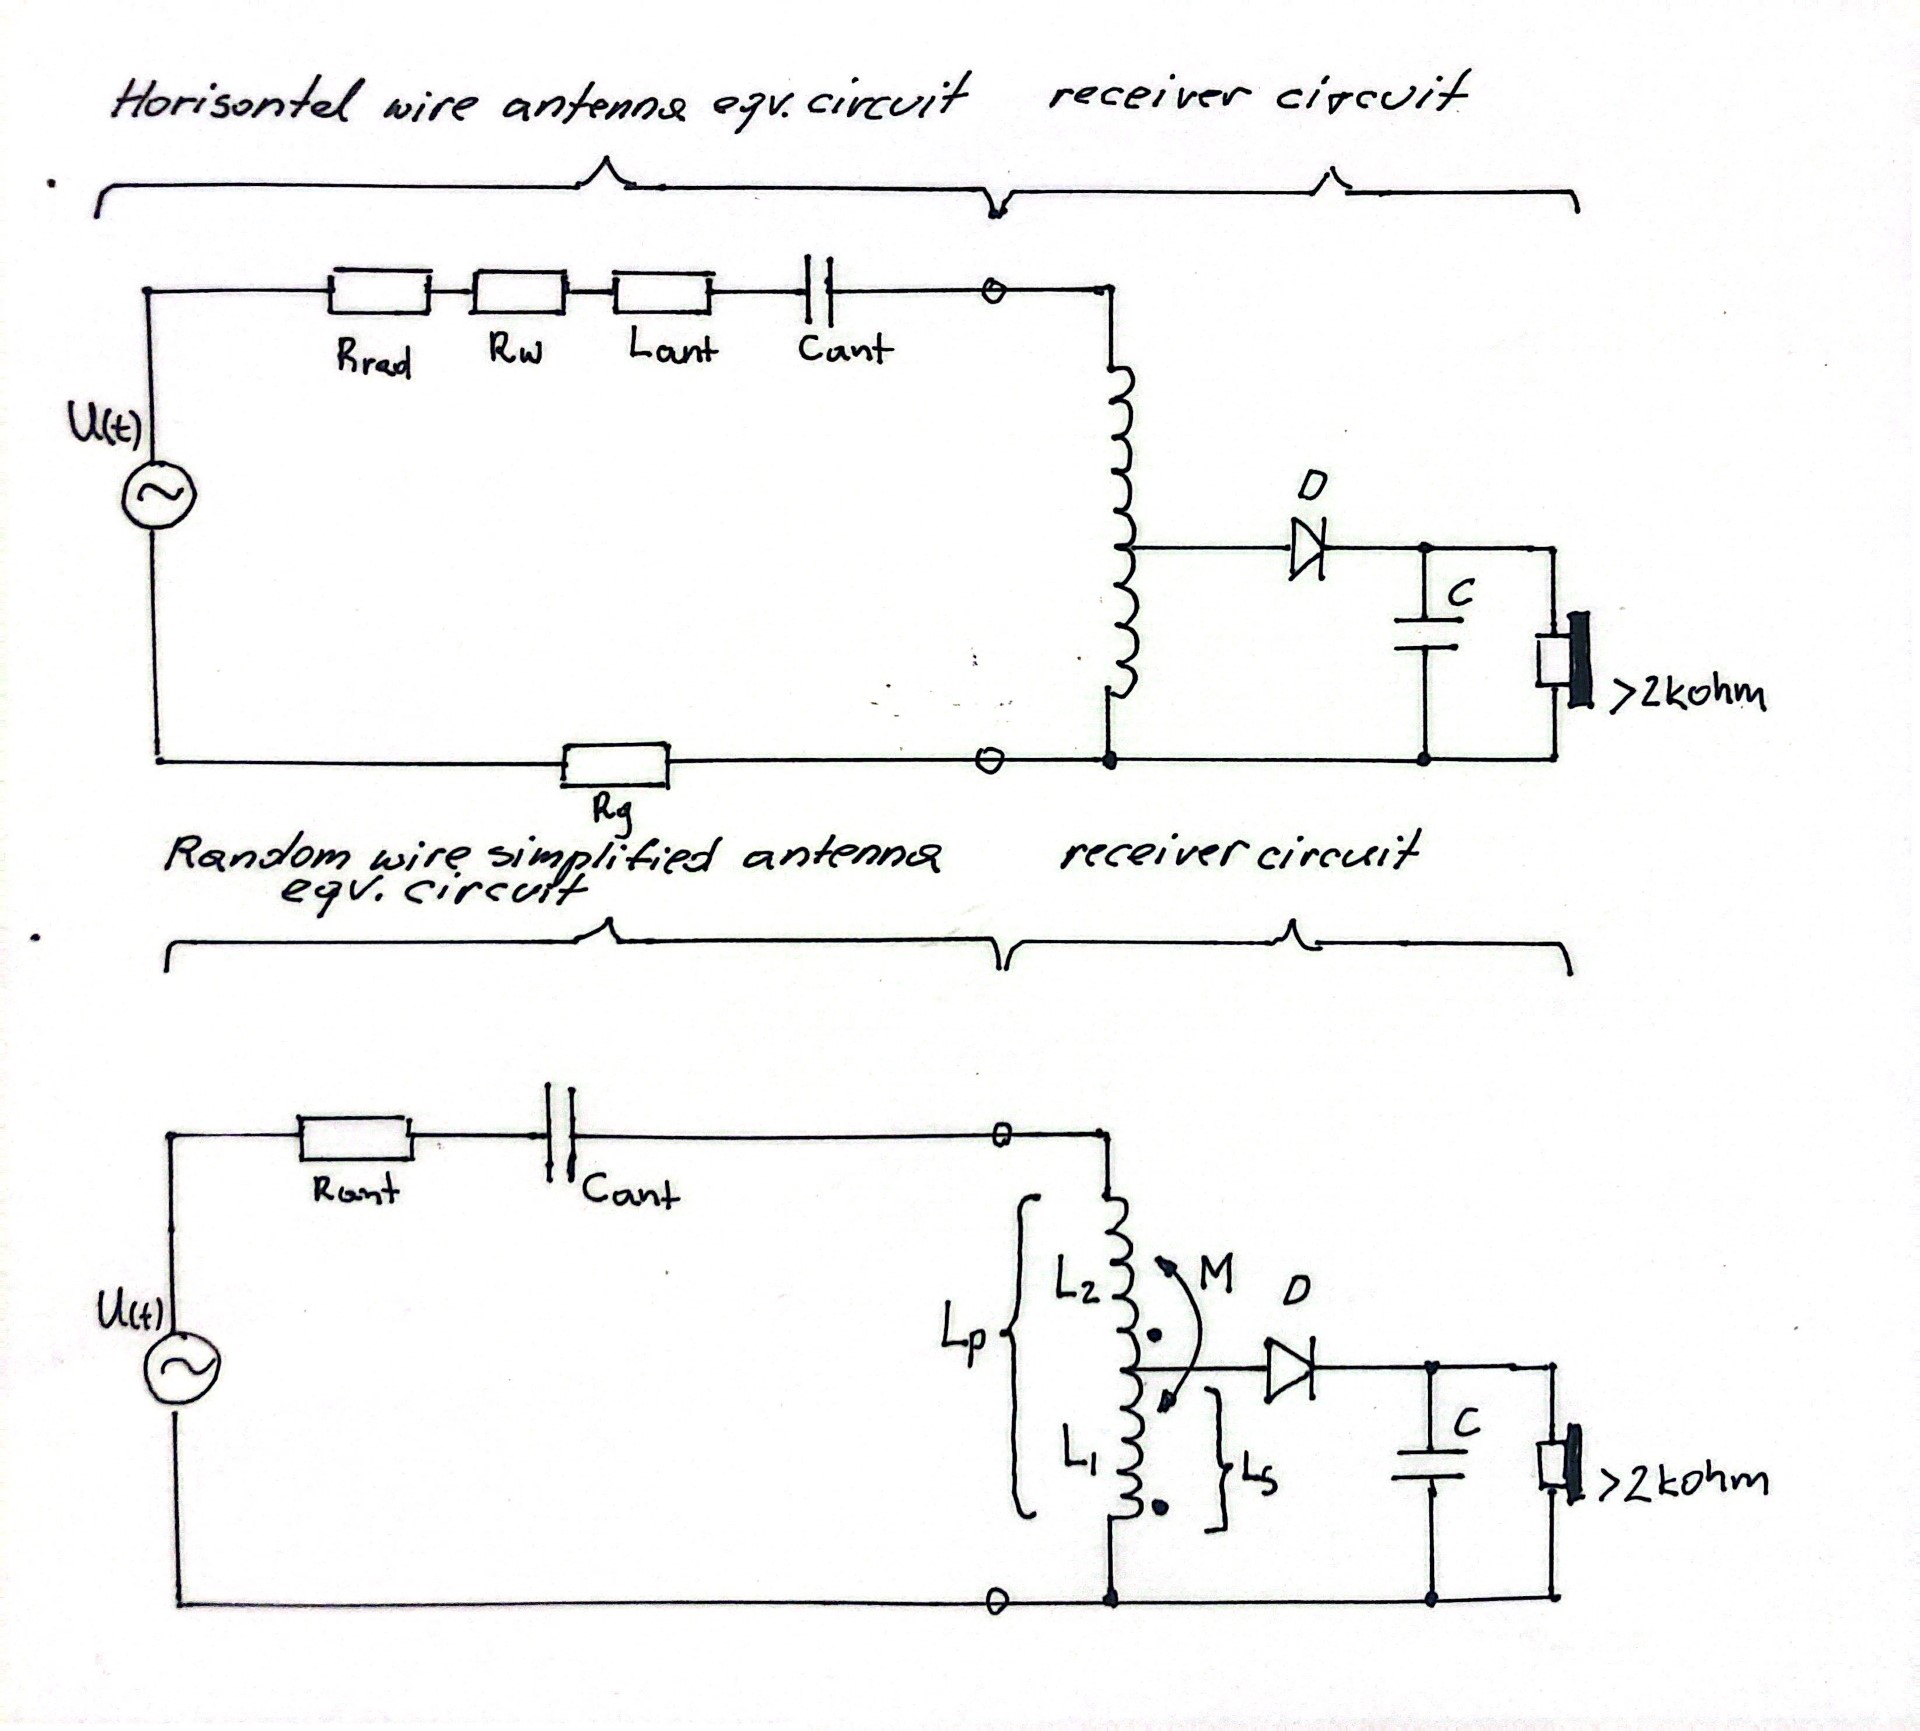 Horisontel wire antenna eqv. circuit receiver circuit
Rrad Rw Lant Cant
U(t)
D
C
>2kohm
Rg
Random wire simplified antenna receiver circuit
eqv. circuit
Rant Cant
L2 M D
U(t)
Lp
L1 Ls C
>2kohm